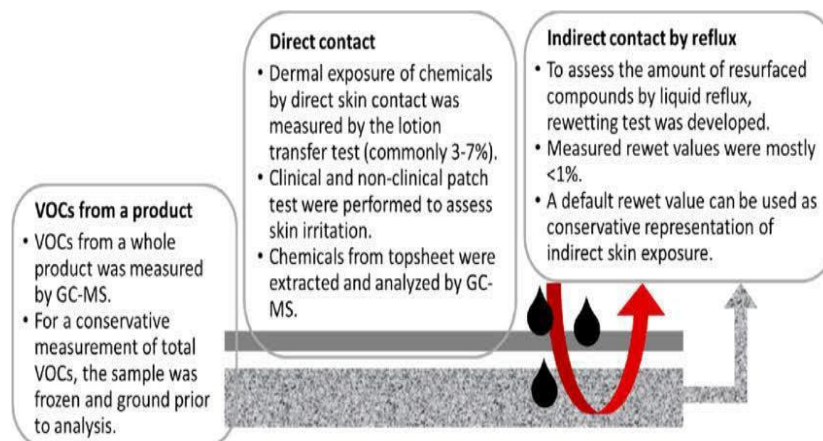 VOCs from a product
• VOCs from a whole
product was measured
by GC-MS.
• For a conservative
measurement of total
VOCs, the sample was
frozen and ground prior
to analysis.
Direct contact
• Dermal exposure of chemicals
by direct skin contact was
measured by the lotion
transfer test (commonly 3-7%).
• Clinical and non-clinical patch
test were performed to assess
skin irritation.
• Chemicals from topsheet were
extracted and analyzed by GC-
MS.
Indirect contact by reflux
• To assess the amount of resurfaced
compounds by liquid reflux,
rewetting test was developed.
• Measured rewet values were mostly
<1%.
• A default rewet value can be used as
conservative representation of
indirect skin exposure.